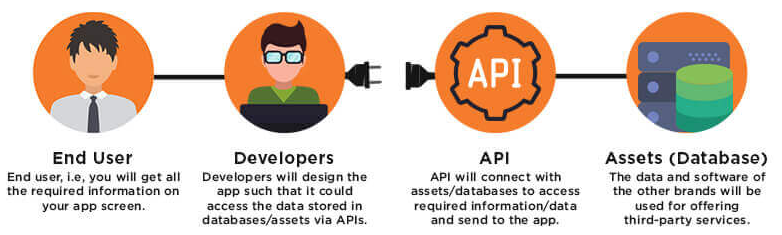 API
End User
End user, i.e, you will get all
the required information on
your app screen.
Developers
Developers will design the
app such that it could
access the data stored in
databases/assets via APIs.
API
API will connect with
assets/databases to access
required information/data
and send to the app.
Assets (Database)
The data and software of
the other brands will be
used for offering
third-party services.